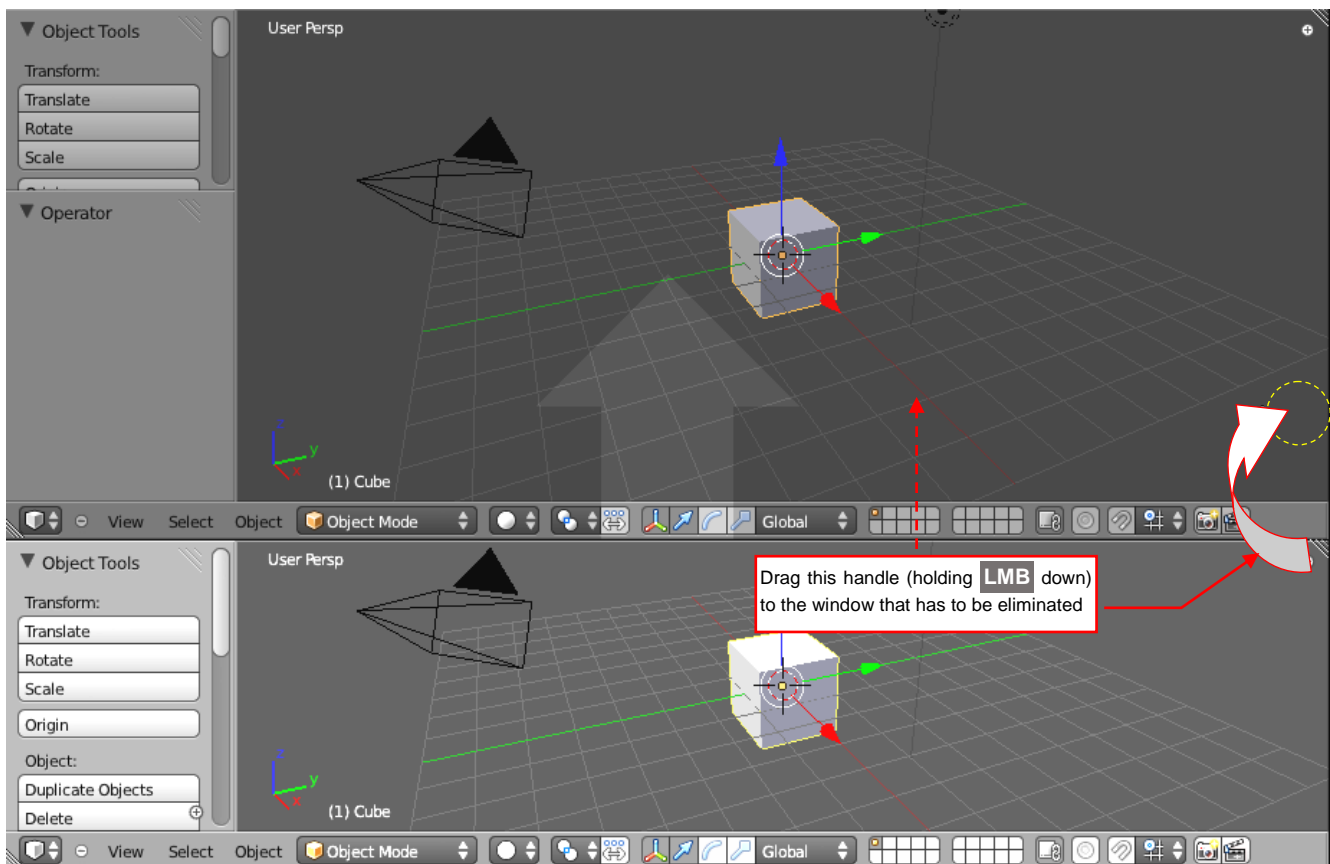 Object Tools
User Persp
Transform:
Translate
Rotate
Scale
Operator
z
y
x
(1) Cube
View Select Object Object Mode Global
Object Tools
User Persp
Drag this handle (holding LMB down)
to the window that has to be eliminated
Transform:
Translate
Rotate
Scale
Origin
Object:
Duplicate Objects
Delete
z
y
x
(1) Cube
View Select Object Object Mode Global